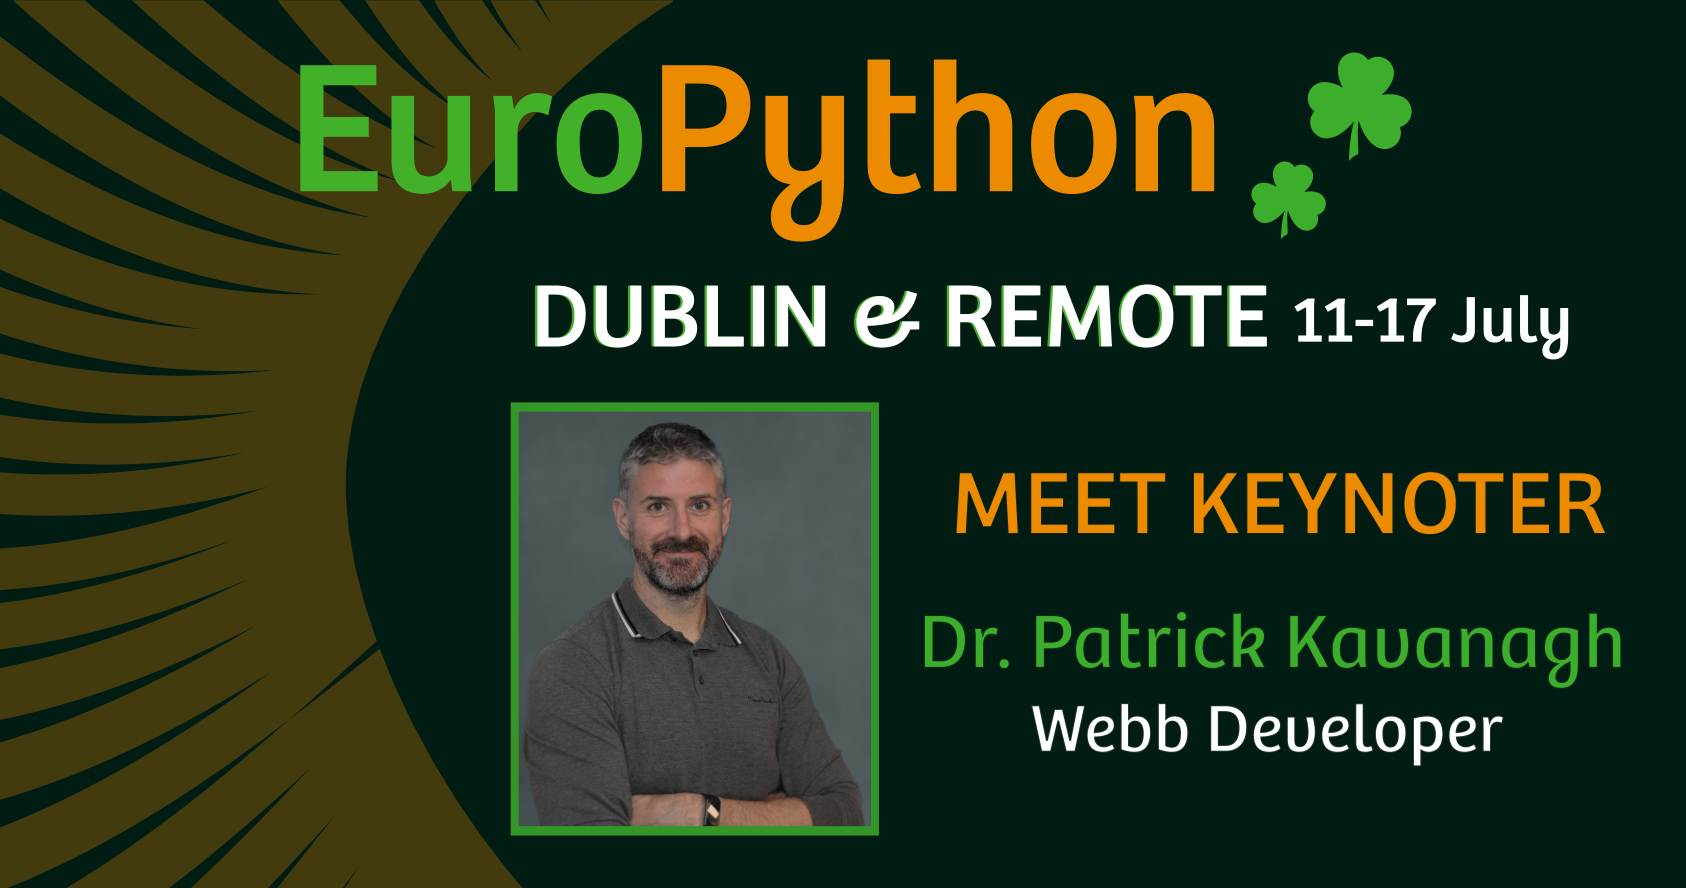 EuroPython
DUBLIN & REMOTE 11-17 July
MEET KEYNOTER
Dr. Patrick Kavanagh
Webb Developer